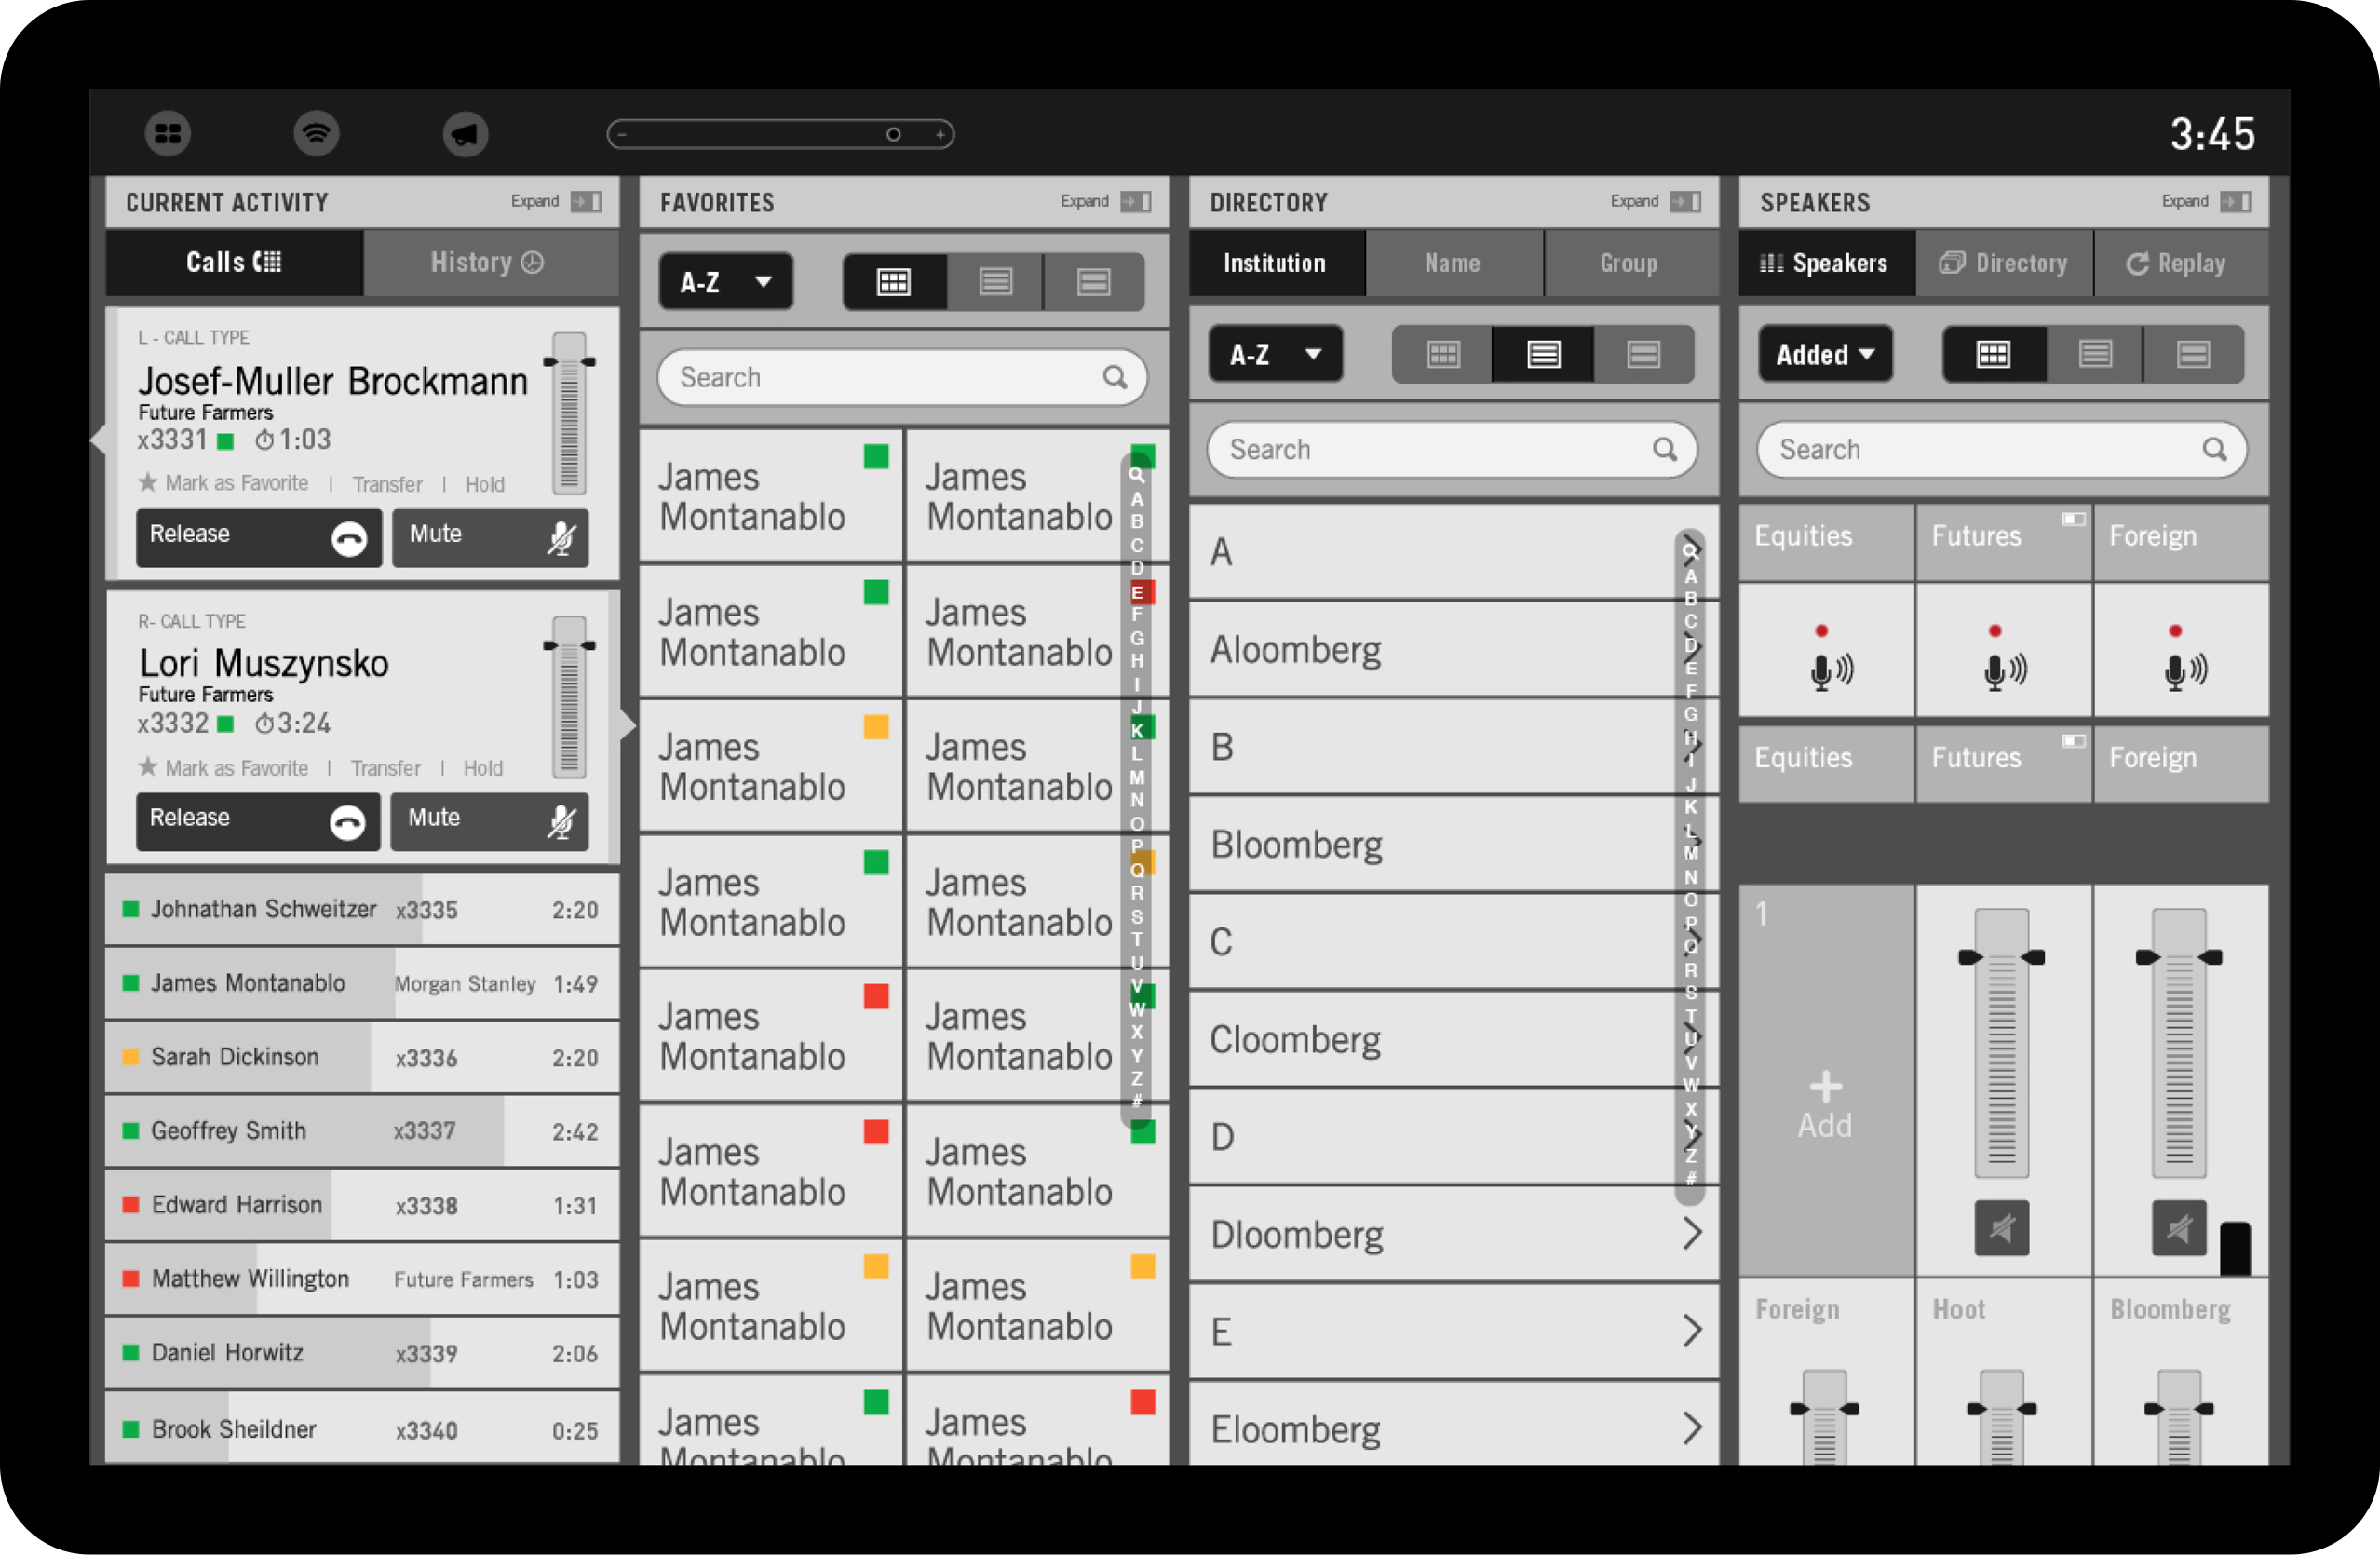 3:45
CURRENT ACTIVITY
Expand
Calls
History
L - CALL TYPE
Josef-Muller Brockmann
Future Farmers
x3331 1:03
Mark as Favorite | Transfer | Hold
Release
Mute
R- CALL TYPE
Lori Muszynsko
Future Farmers
x3332 3:24
Mark as Favorite | Transfer | Hold
Release
Mute
Johnathan Schweitzer x3335 2:20
James Montanablo Morgan Stanley 1:49
Sarah Dickinson x3336 2:20
Geoffrey Smith x3337 2:42
Edward Harrison x3338 1:31
Matthew Willington Future Farmers 1:03
Daniel Horwitz x3339 2:06
Brook Sheildner x3340 0:25
FAVORITES
Expand
A-Z
Search
James
Montanablo
James
Montanablo
James
Montanablo
James
Montanablo
James
Montanablo
James
Montanablo
James
Montanablo
James
Montanablo
James
Montanablo
James
Montanablo
James
Montanablo
James
Montanablo
James
Montanablo
James
Montanablo
James
Montanablo
James
Montanablo
A
B
C
D
E
F
G
H
I
J
K
L
M
N
O
P
Q
R
S
T
U
V
W
X
Y
Z
#
DIRECTORY
Expand
Institution
Name
Group
A-Z
Search
A
Aloomberg
B
Bloomberg
C
Cloomberg
D
Dloomberg
E
Eloomberg
A
B
C
D
E
F
G
H
I
J
K
L
M
N
O
P
Q
R
S
T
U
V
W
X
Y
Z
#
SPEAKERS
Expand
Speakers
Directory
Replay
Added
Search
Equities
Futures
Foreign
Equities
Futures
Foreign
1
+
Add
Foreign
Hoot
Bloomberg